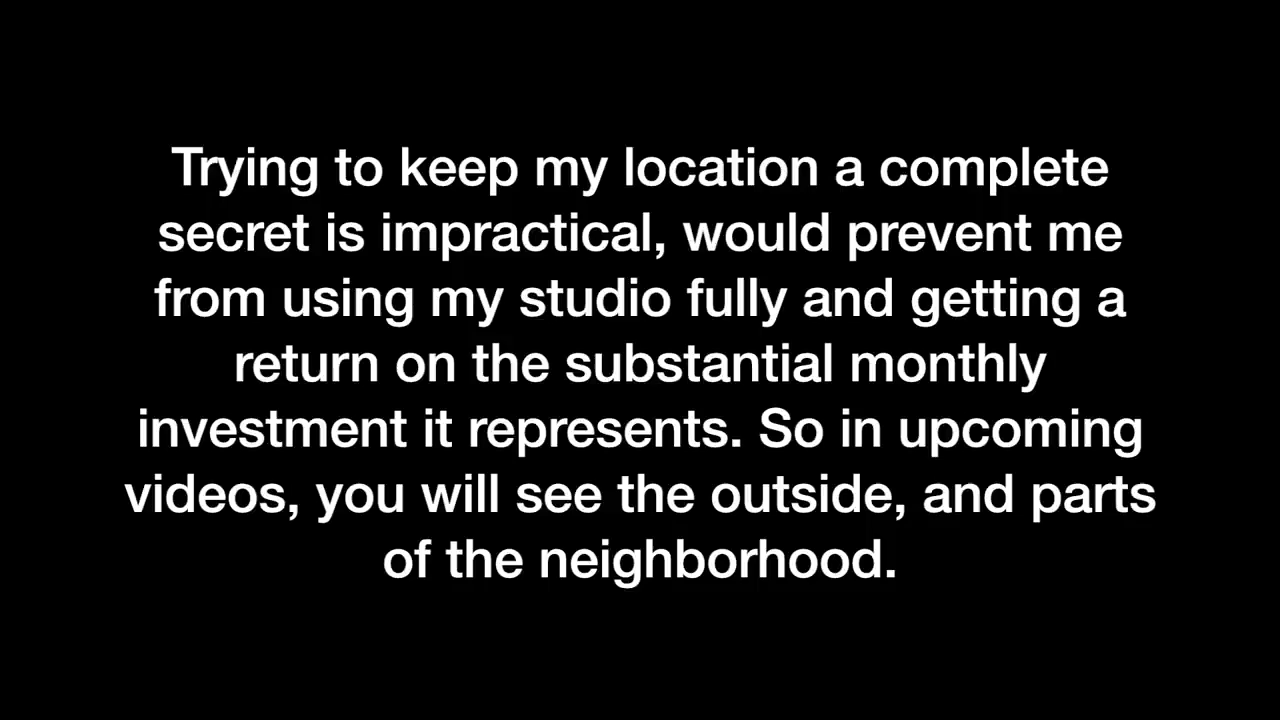 Trying to keep my location a complete
secret is impractical, would prevent me
from using my studio fully and getting a
return on the substantial monthly
investment it represents. So in upcoming
videos, you will see the outside, and parts
of the neighborhood.